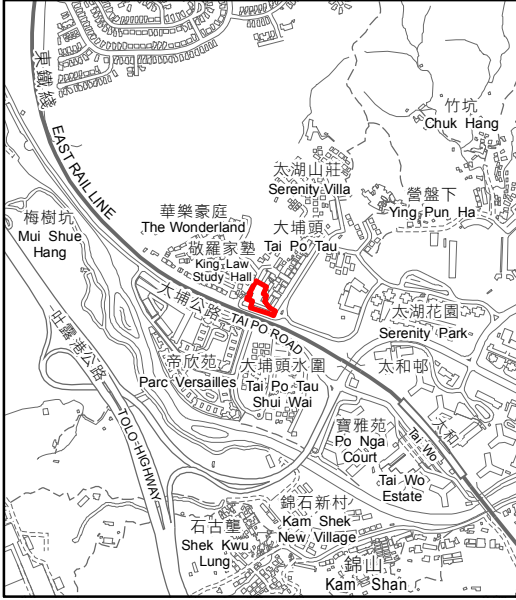 東鐵綫
EAST RAIL LINE
竹坑
Chuk Hang
太湖山莊
Serenity Villa
營盤下
Ying Pun Ha
梅樹坑
Mui Shue
Hang
華樂豪庭
The Wonderland
大埔頭
Tai Po Tau
敬羅家塾
King Law
Study Hall
大埔公路
TAI PO ROAD
太湖花園
Serenity Park
吐露港公路
TOLO HIGHWAY
帝欣苑
Parc Versailles
大埔頭水圍
Tai Po Tau
Shui Wai
太和邨
太和
Tai Wo
寶雅苑
Po Nga
Court
Tai Wo
Estate
錦石新村
Kam Shek
New Village
石古壟
Shek Kwu
Lung
錦山
Kam Shan